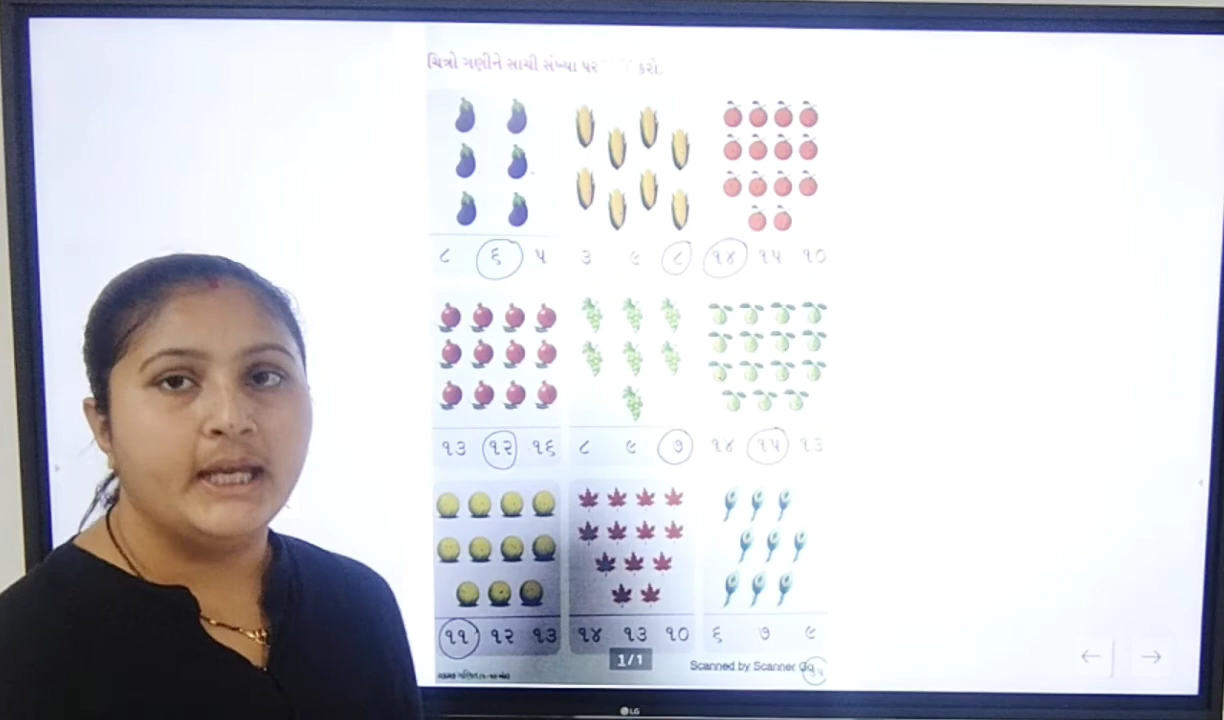 ચિત્રો ગણીને સાચી સંખ્યા પર કરો.
૮ ૬ ૫ ૩ ૯ ૮ ૧૪ ૧૫ ૧૦
૧૩ ૧૨ ૧૬ ૮ ૯ ૭ ૧૪ ૧૫ ૧૩
૧૧ ૧૨ ૧૩ ૧૪ ૧૩ ૧૦ ૬ ૭ ૯
1/1
Scanned by Scanner Go
LG